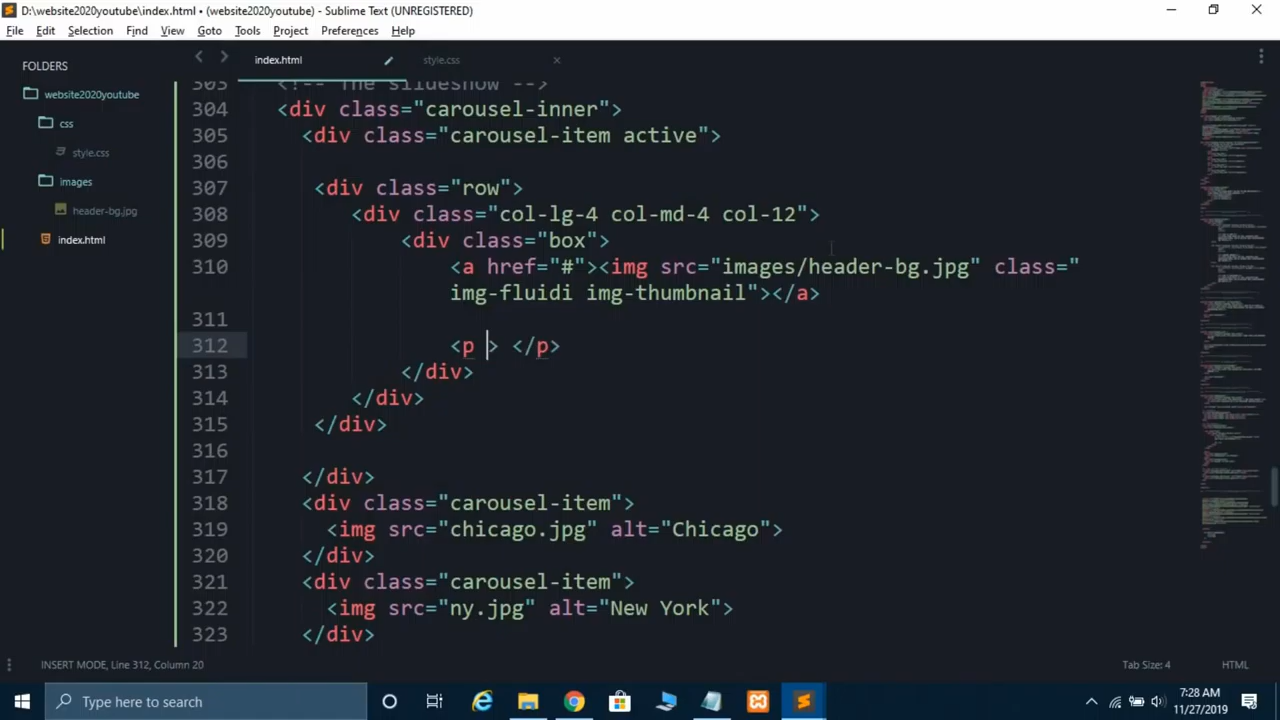 D:\website2020youtube\index.html • (website2020youtube) - Sublime Text (UNREGISTERED)
File Edit Selection Find View Goto Tools Project Preferences Help
FOLDERS
website2020youtube
css
style.css
images
header-bg.jpg
index.html
index.html style.css
303 <!-- The slideshow -->
304 <div class="carousel-inner">
305 <div class="carousel-item active">
306
307 <div class="row">
308 <div class="col-lg-4 col-md-4 col-12">
309 <div class="box">
310 <a href="#"><img src="images/header-bg.jpg" class="
img-fluidi img-thumbnail"></a>
311
312 <p > </p>
313 </div>
314 </div>
315 </div>
316
317 </div>
318 <div class="carousel-item">
319 <img src="chicago.jpg" alt="Chicago">
320 </div>
321 <div class="carousel-item">
322 <img src="ny.jpg" alt="New York">
323 </div>
INSERT MODE, Line 312, Column 20 Tab Size: 4 HTML
Type here to search
7:28 AM
11/27/2019